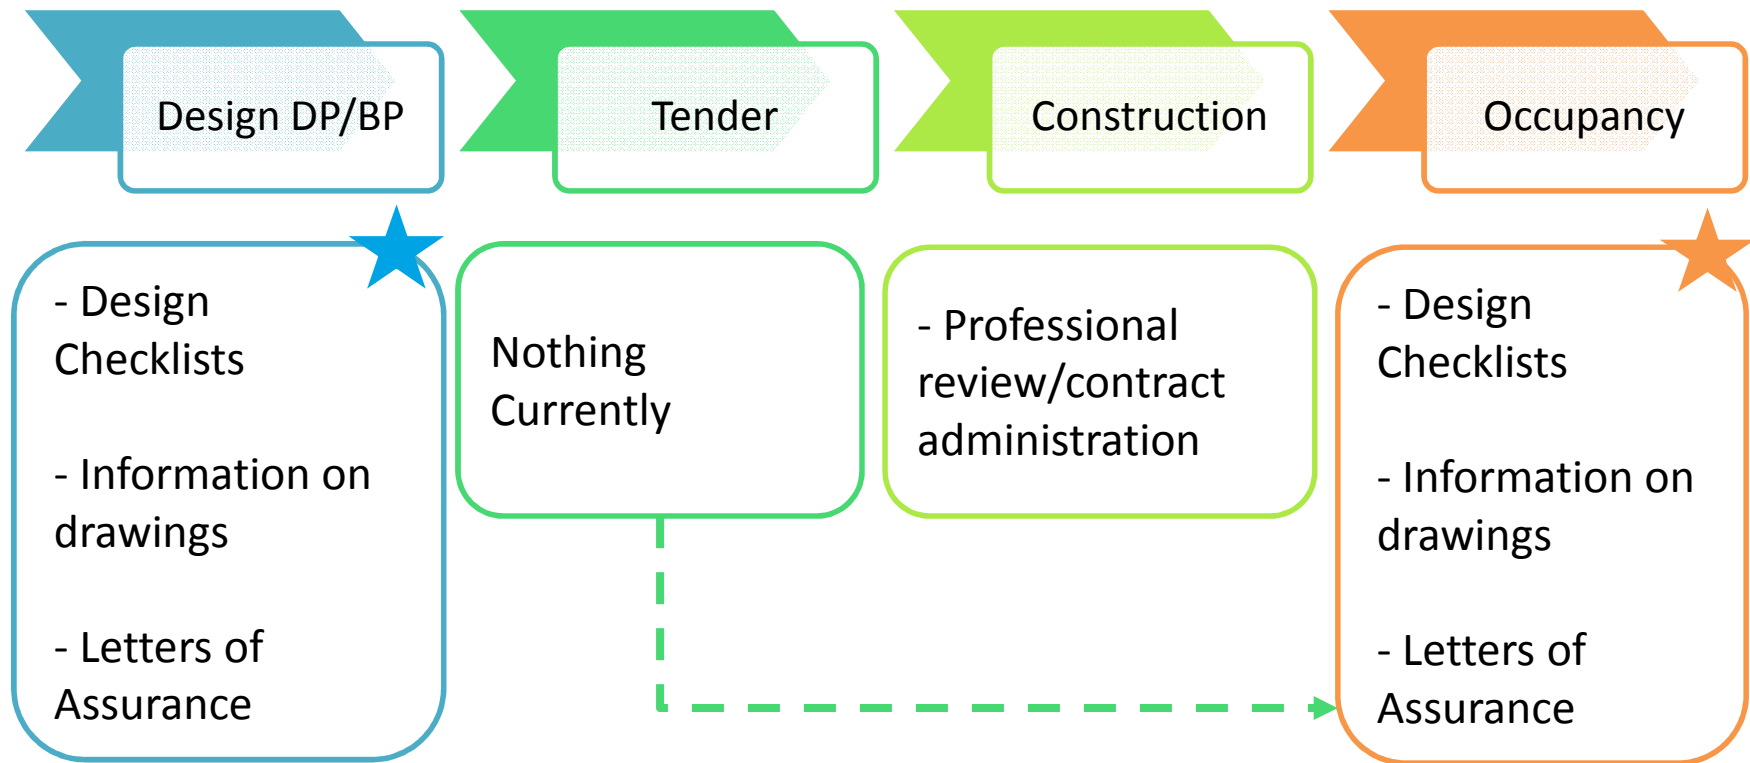 Design DP/BP
Tender
Construction
Occupancy
- Design
Checklists
- Information on
drawings
- Letters of
Assurance
Nothing
Currently
- Professional
review/contract
administration
- Design
Checklists
- Information on
drawings
- Letters of
Assurance